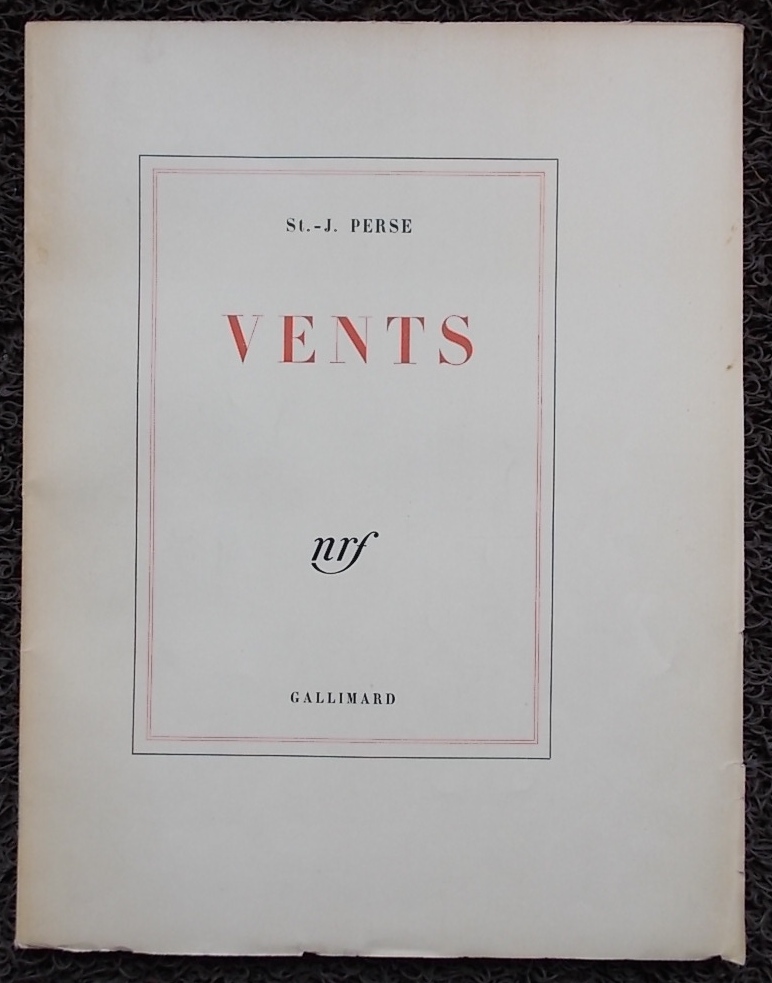 St.-J. PERSE
VENTS
nrf
GALLIMARD